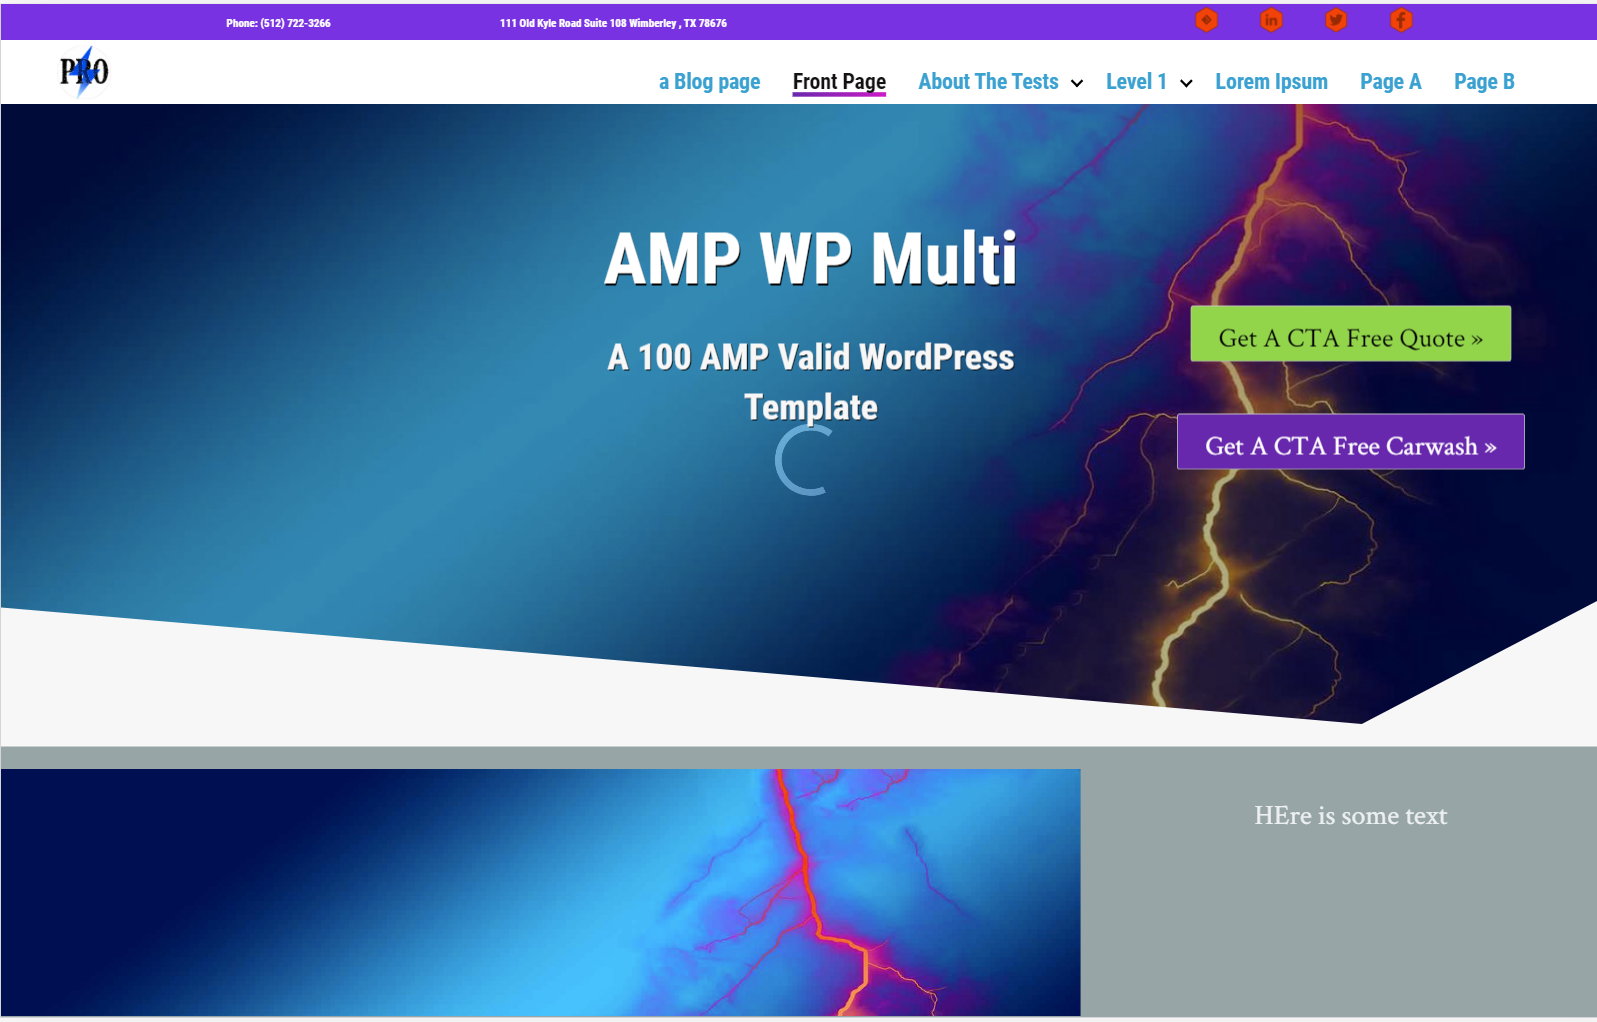 Phone: (512) 722-3266
111 Old Kyle Road Suite 108 Wimberley , TX 78676
PRO
a Blog page
Front Page
About The Tests
Level 1
Lorem Ipsum
Page A
Page B
AMP WP Multi
A 100 AMP Valid WordPress
Template
Get A CTA Free Quote »
Get A CTA Free Carwash »
HEre is some text